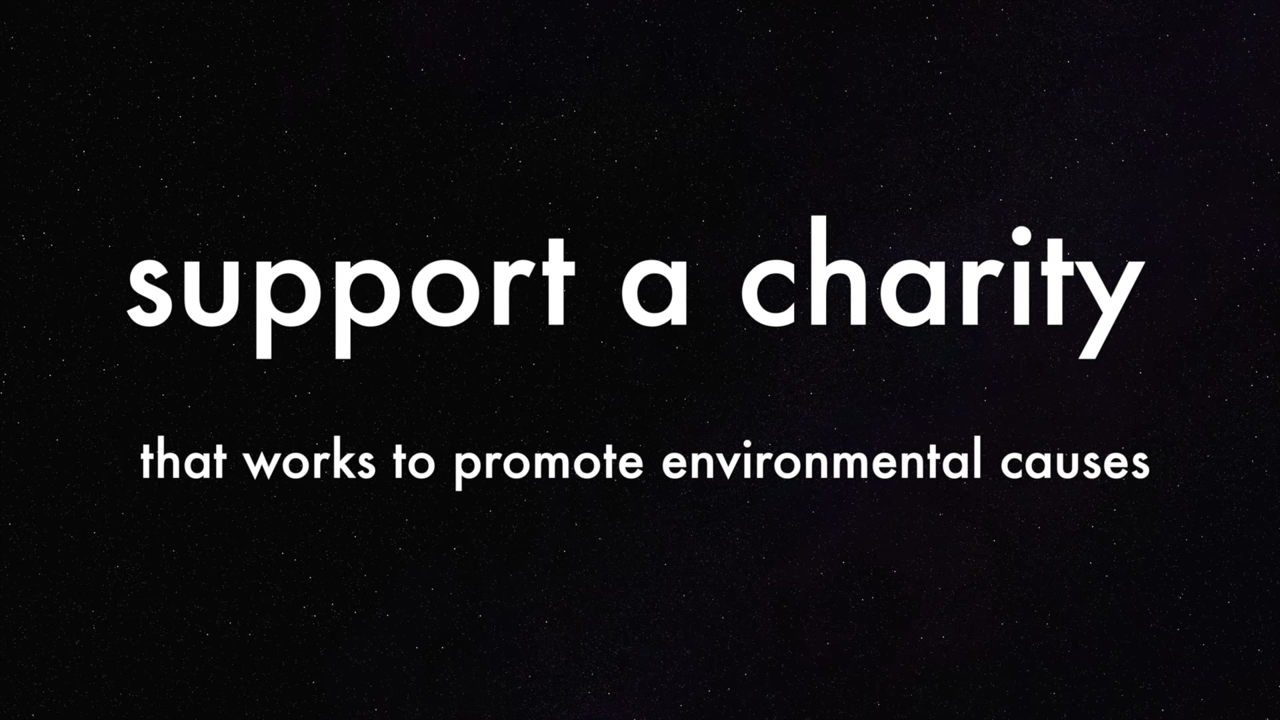 support a charity
that works to promote environmental causes